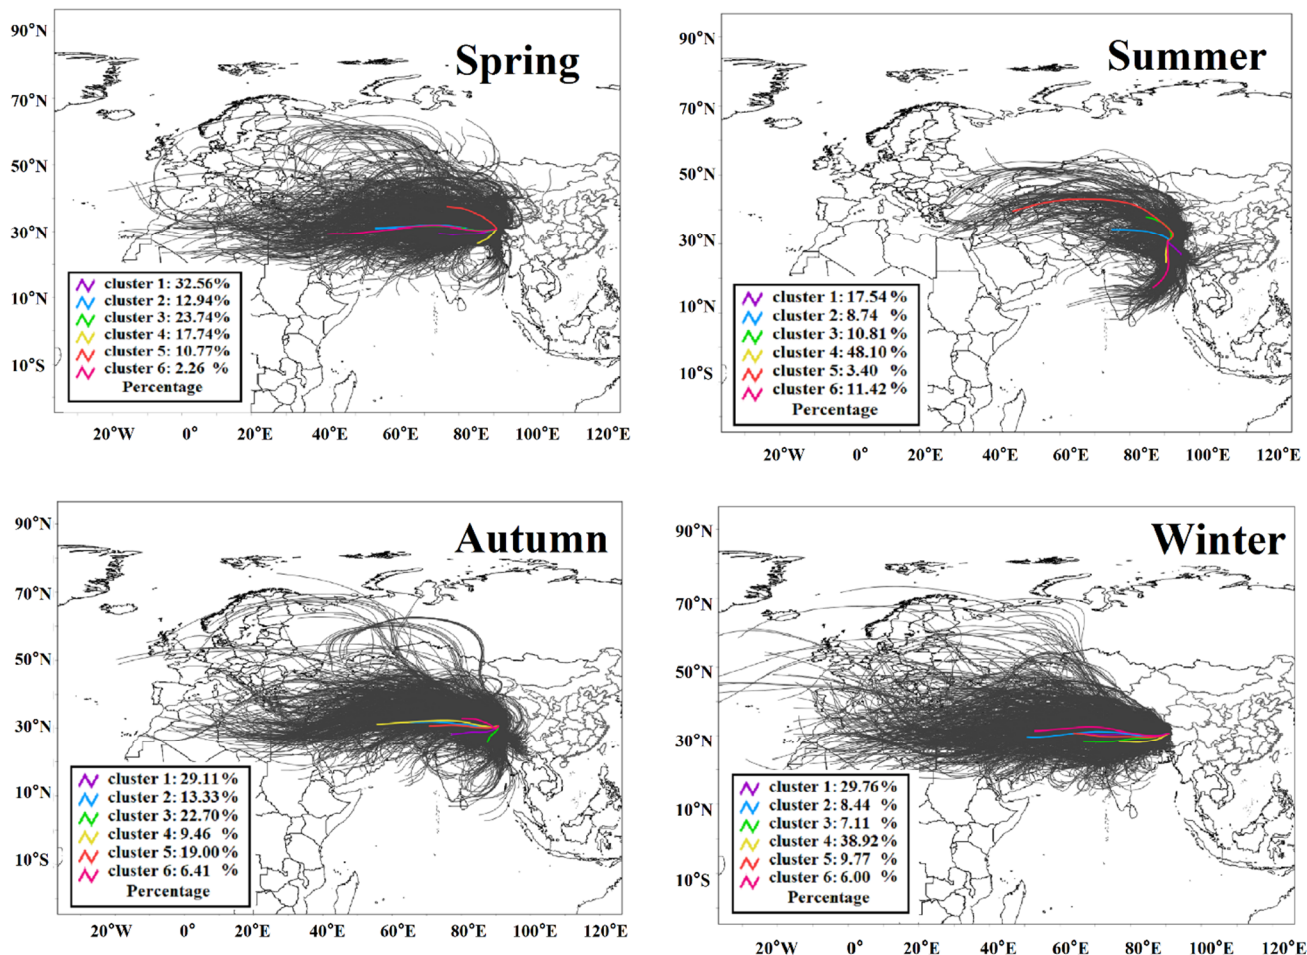 Spring
90°N
70°N
50°N
30°N
10°N
10°S
cluster 1: 32.56%
cluster 2: 12.94%
cluster 3: 23.74%
cluster 4: 17.74%
cluster 5: 10.77%
cluster 6: 2.26 %
Percentage
20°W 0° 20°E 40°E 60°E 80°E 100°E 120°E
Summer
90°N
70°N
50°N
30°N
10°N
10°S
cluster 1: 17.54 %
cluster 2: 8.74 %
cluster 3: 10.81 %
cluster 4: 48.10 %
cluster 5: 3.40 %
cluster 6: 11.42 %
Percentage
20°W 0° 20°E 40°E 60°E 80°E 100°E 120°E
Autumn
90°N
70°N
50°N
30°N
10°N
10°S
cluster 1: 29.11 %
cluster 2: 13.33 %
cluster 3: 22.70 %
cluster 4: 9.46 %
cluster 5: 19.00 %
cluster 6: 6.41 %
Percentage
20°W 0° 20°E 40°E 60°E 80°E 100°E 120°E
Winter
90°N
70°N
50°N
30°N
10°N
10°S
cluster 1: 29.76 %
cluster 2: 8.44 %
cluster 3: 7.11 %
cluster 4: 38.92 %
cluster 5: 9.77 %
cluster 6: 6.00 %
Percentage
20°W 0° 20°E 40°E 60°E 80°E 100°E 120°E